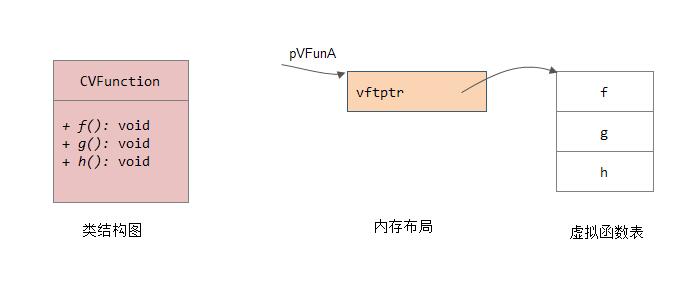 CVFunction
+ f(): void
+ g(): void
+ h(): void
类结构图
pVFunA
vftptr
内存布局
f
g
h
虚拟函数表